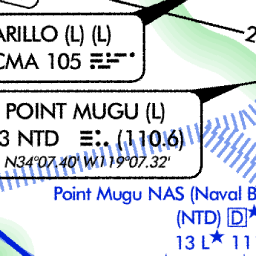 ARILLO (L) (L)
CMA 105
2
POINT MUGU (L)
3 NTD (110.6)
N34°07.40' W119°07.32'
Point Mugu NAS (Naval B
(NTD) D★
13 L★ 11